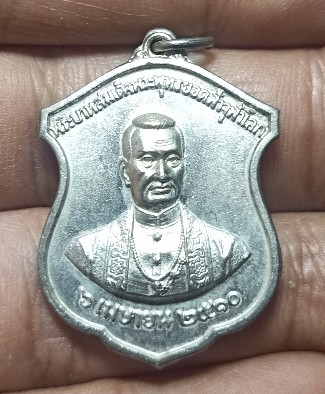 พระบาทสมเด็จพระพุทธยอดฟ้าจุฬาโลก
๖ เมษายน ๒๕๑๐